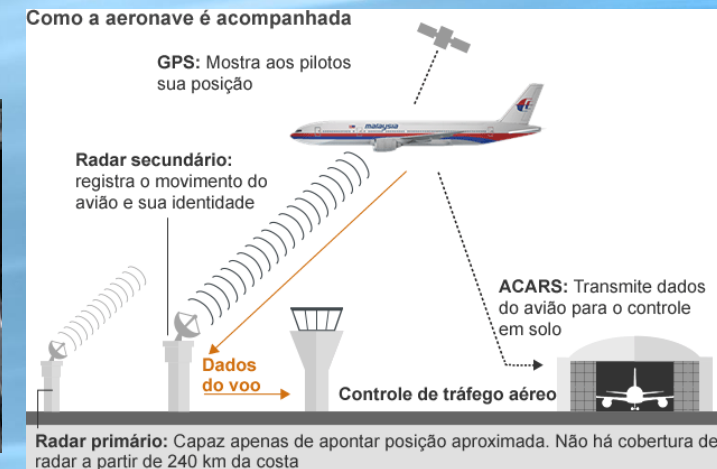 Como a aeronave é acompanhada
GPS: Mostra aos pilotos
sua posição
malaysia
Radar secundário:
registra o movimento do
avião e sua identidade
ACARS: Transmite dados
do avião para o controle
em solo
Dados
do voo
Controle de tráfego aéreo
Radar primário: Capaz apenas de apontar posição aproximada. Não há cobertura de
radar a partir de 240 km da costa